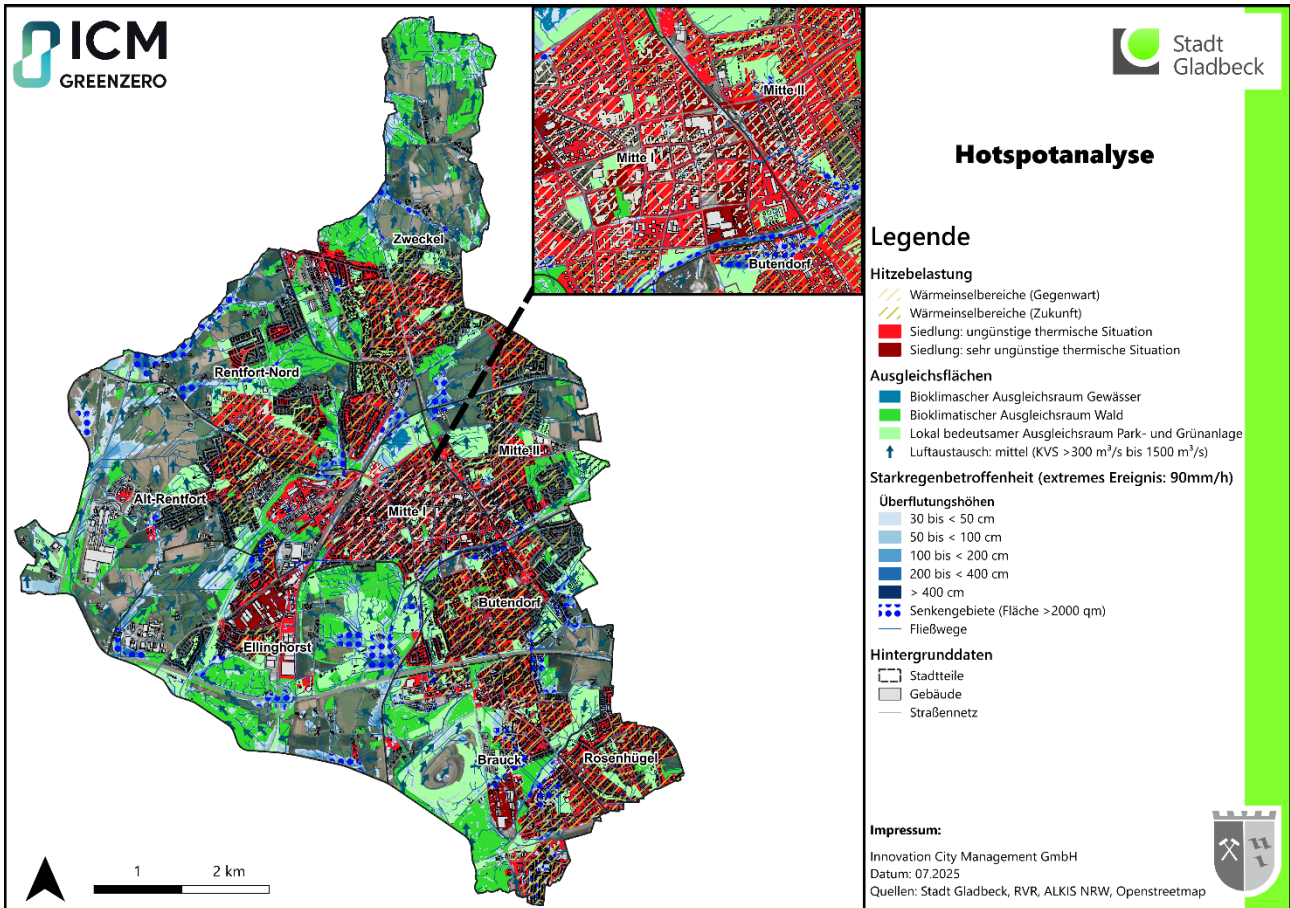 ICM
GREENZERO
Zweckel
Rentfort-Nord
Alt-Rentfort
Mitte II
Mitte I
Butendorf
Ellinghorst
Brauck
Rosenhügel
1
2 km
Mitte II
Mitte I
Butendorf
Stadt
Gladbeck
Hotspotanalyse
Legende
Hitzebelastung
Wärmeinselbereiche (Gegenwart)
Wärmeinselbereiche (Zukunft)
Siedlung: ungünstige thermische Situation
Siedlung: sehr ungünstige thermische Situation
Ausgleichsflächen
Bioklimascher Ausgleichsraum Gewässer
Bioklimatischer Ausgleichsraum Wald
Lokal bedeutsamer Ausgleichsraum Park- und Grünanlage
Luftaustausch: mittel (KVS >300 m³/s bis 1500 m³/s)
Starkregenbetroffenheit (extremes Ereignis: 90mm/h)
Überflutungshöhen
30 bis < 50 cm
50 bis < 100 cm
100 bis < 200 cm
200 bis < 400 cm
> 400 cm
Senkengebiete (Fläche >2000 qm)
Fließwege
Hintergrunddaten
Stadtteile
Gebäude
Straßennetz
Impressum:
Innovation City Management GmbH
Datum: 07.2025
Quellen: Stadt Gladbeck, RVR, ALKIS NRW, Openstreetmap